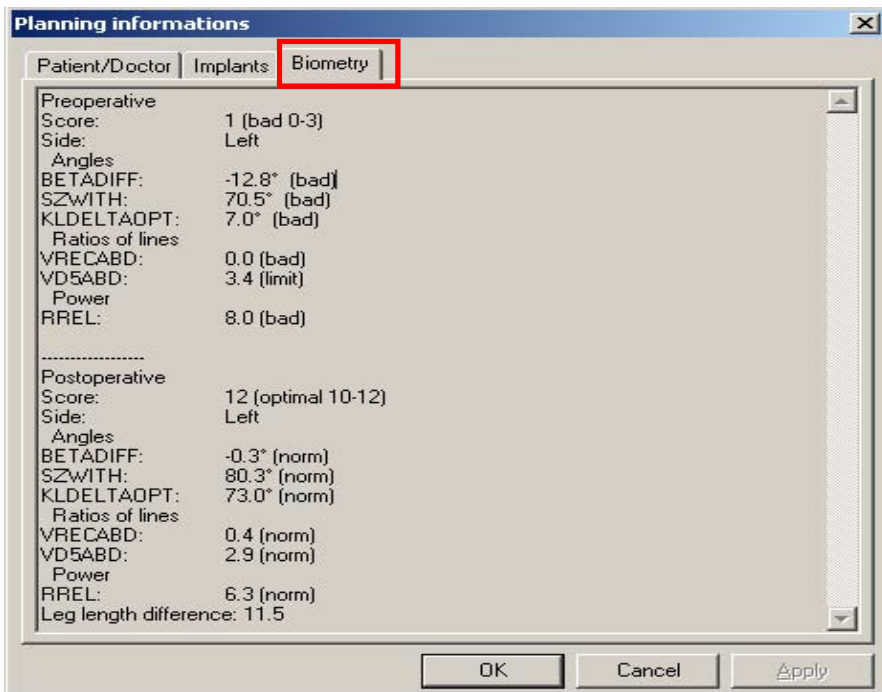 Planning informations
Patient/Doctor Implants Biometry
Preoperative
Score: 1 (bad 0-3)
Side: Left
Angles
BETADIFF: -12.8° (bad)
SZWITH: 70.5° (bad)
KLDELTAOPT: 7.0° (bad)
Ratios of lines
VRECABD: 0.0 (bad)
VD5ABD: 3.4 (limit)
Power
RREL: 8.0 (bad)
------------------
Postoperative
Score: 12 (optimal 10-12)
Side: Left
Angles
BETADIFF: -0.3° (norm)
SZWITH: 80.3° (norm)
KLDELTAOPT: 73.0° (norm)
Ratios of lines
VRECABD: 0.4 (norm)
VD5ABD: 2.9 (norm)
Power
RREL: 6.3 (norm)
Leg length difference: 11.5
OK Cancel Apply